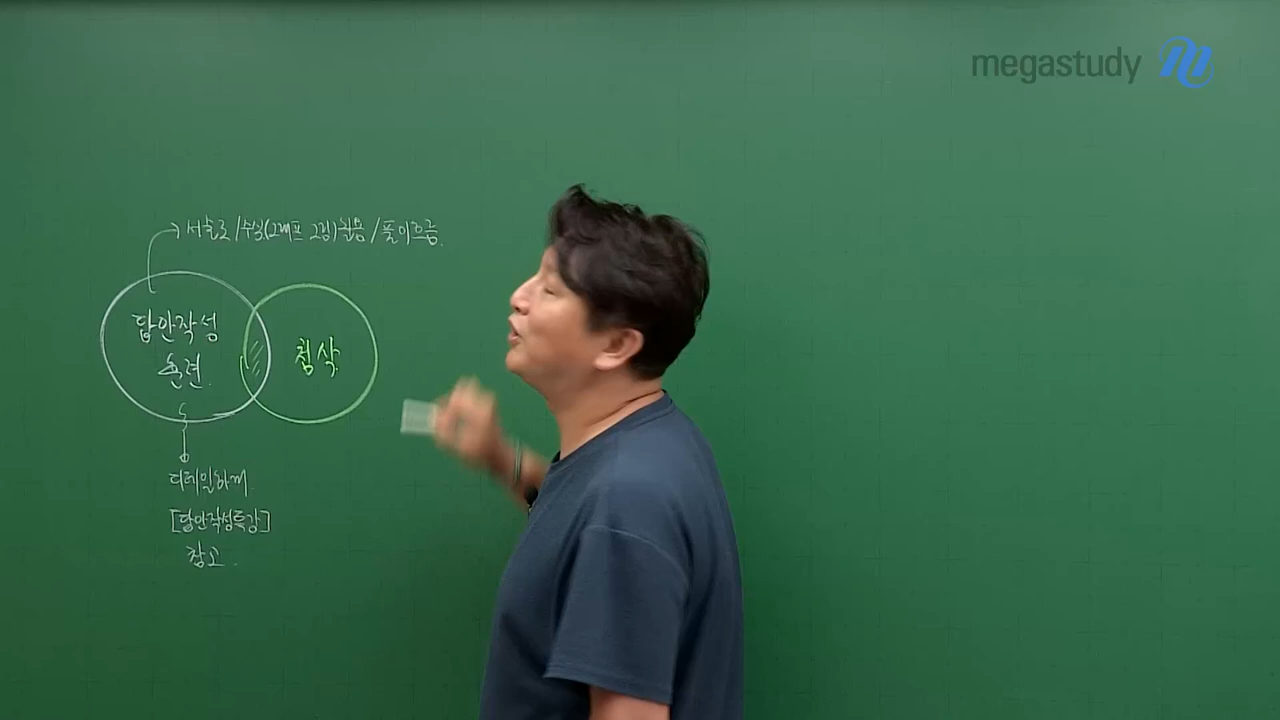 megastudy
서술로 / 수식(그래프 그림)활용 / 풀이흐름.
답안작성
훈련.
첨삭.
디테일하게.
[답안작성특강]
참고.